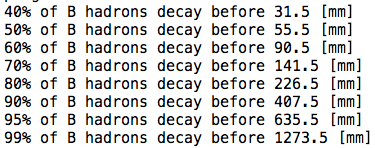 40% of B hadrons decay before 31.5 [mm]
50% of B hadrons decay before 55.5 [mm]
60% of B hadrons decay before 90.5 [mm]
70% of B hadrons decay before 141.5 [mm]
80% of B hadrons decay before 226.5 [mm]
90% of B hadrons decay before 407.5 [mm]
95% of B hadrons decay before 635.5 [mm]
99% of B hadrons decay before 1273.5 [mm]